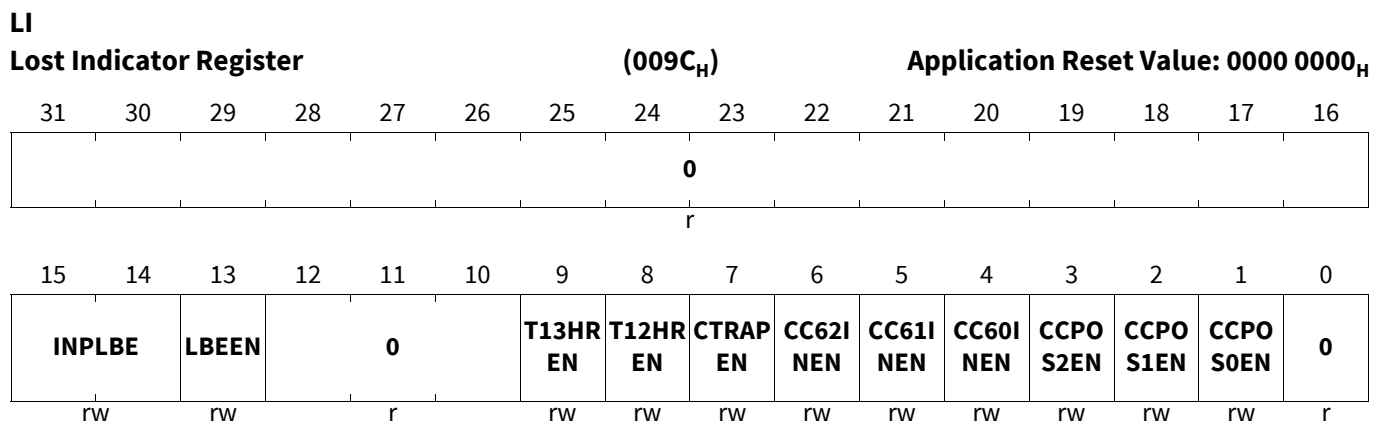 LI
Lost Indicator Register (009C_H) Application Reset Value: 0000 0000_H
31 30 29 28 27 26 25 24 23 22 21 20 19 18 17 16
0
r
15 14 13 12 11 10 9 8 7 6 5 4 3 2 1 0
INPLBE LBEEN 0 T13HR EN T12HR EN CTRAP EN CC62I NEN CC61I NEN CC60I NEN CCPO S2EN CCPO S1EN CCPO S0EN 0
rw rw r rw rw rw rw rw rw rw rw rw r